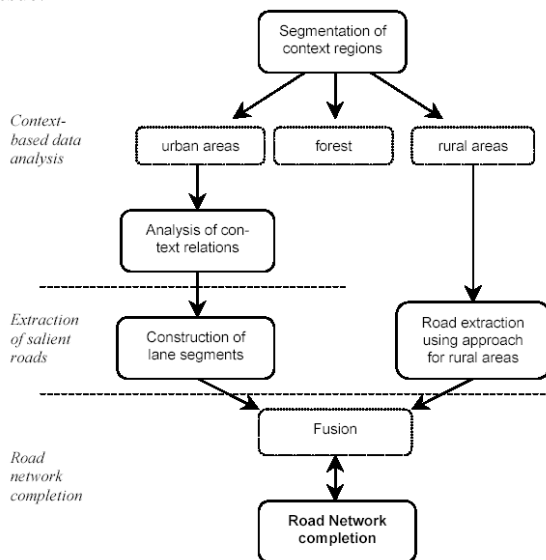 Segmentation of
context regions
Context-
based data
analysis
urban areas
forest
rural areas
Analysis of con-
text relations
Extraction
of salient
roads
Construction of
lane segments
Road extraction
using approach
for rural areas
Fusion
Road
network
completion
Road Network
completion